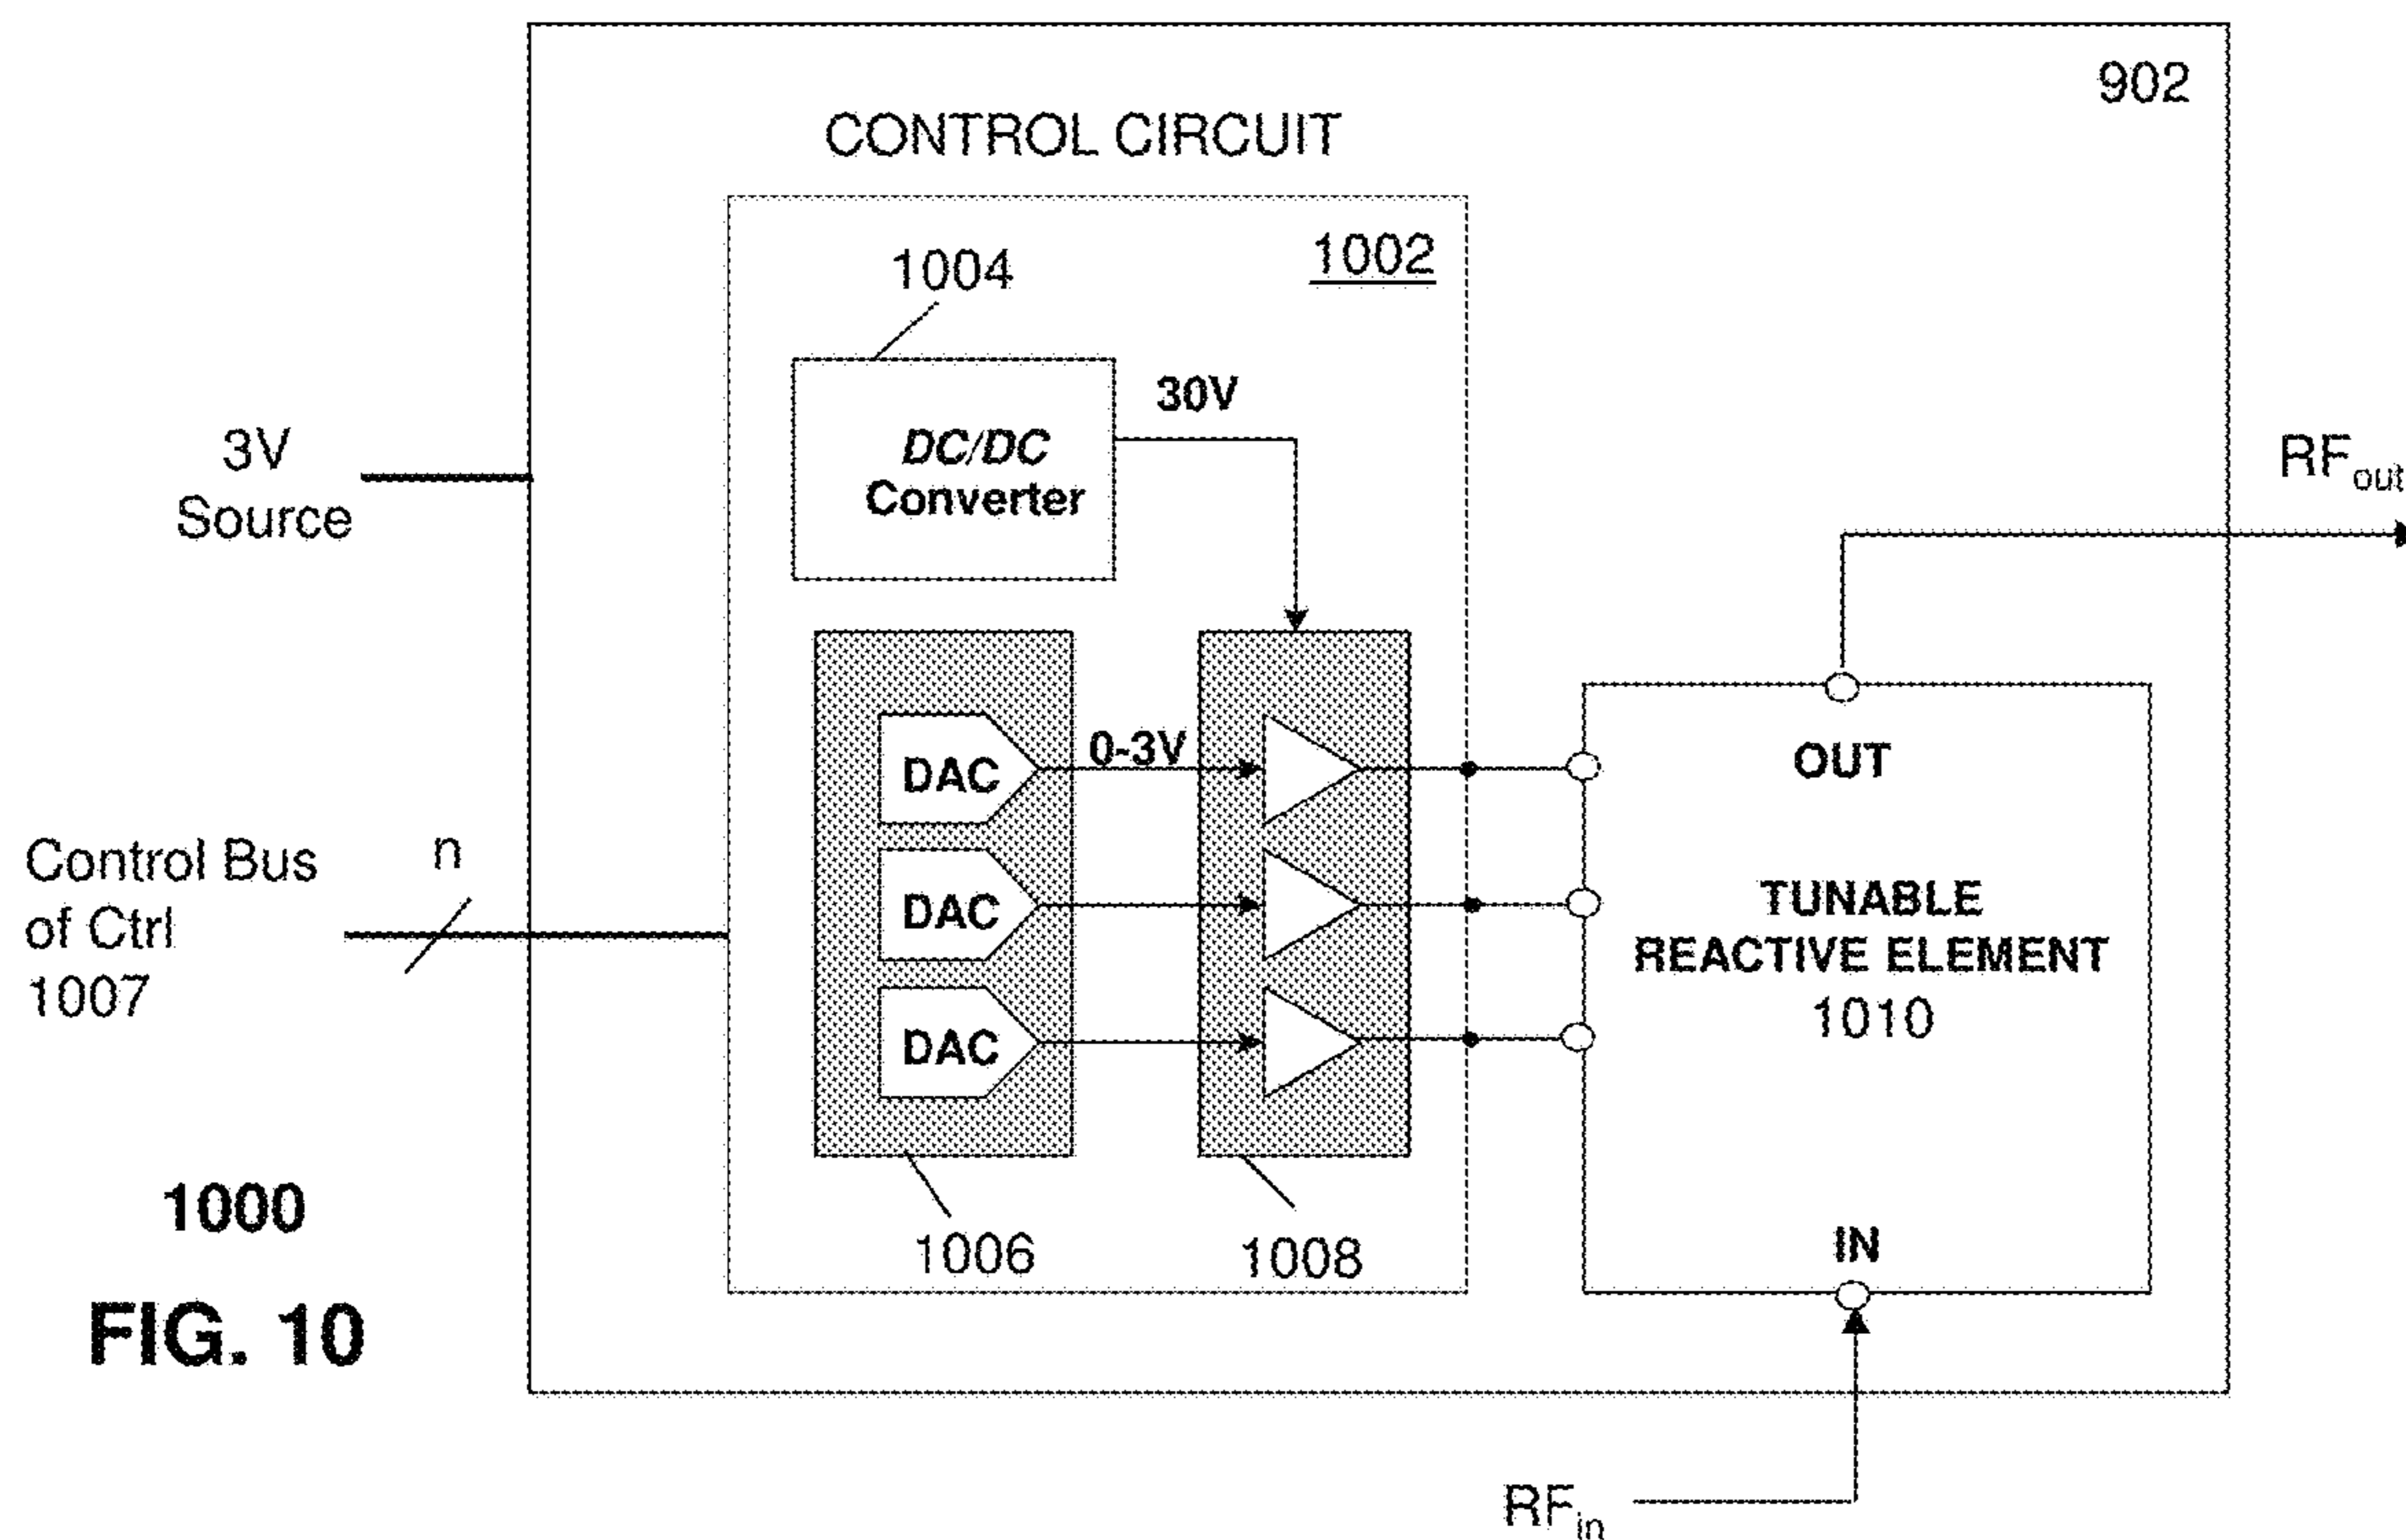 902
CONTROL CIRCUIT
1002
1004
30V
DC/DC
Converter
3V
Source
RFout
0-3V
DAC
DAC
DAC
OUT
TUNABLE
REACTIVE ELEMENT
1010
IN
Control Bus
of Ctrl
1007
n
1006
1008
1000
FIG. 10
RFin